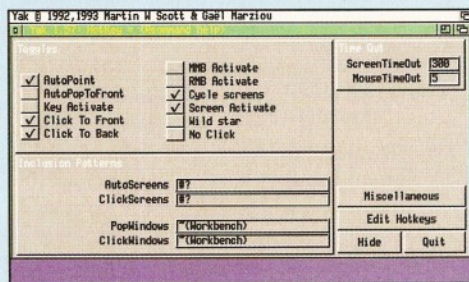 Yak © 1992,1993 Martin W Scott & Gaël Marziou
Toggles
AutoPoint
AutoPopToFront
Key Activate
Click To Front
Click To Back
MMB Activate
RMB Activate
Cycle screens
Screen Activate
Wild star
No Click
Time Out
ScreenTimeOut 300
MouseTimeOut 5
Inclusion Patterns
AutoScreens #?
ClickScreens #?
PopWindows ~(Workbench)
ClickWindows ~(Workbench)
Miscellaneous
Edit Hotkeys
Hide Quit